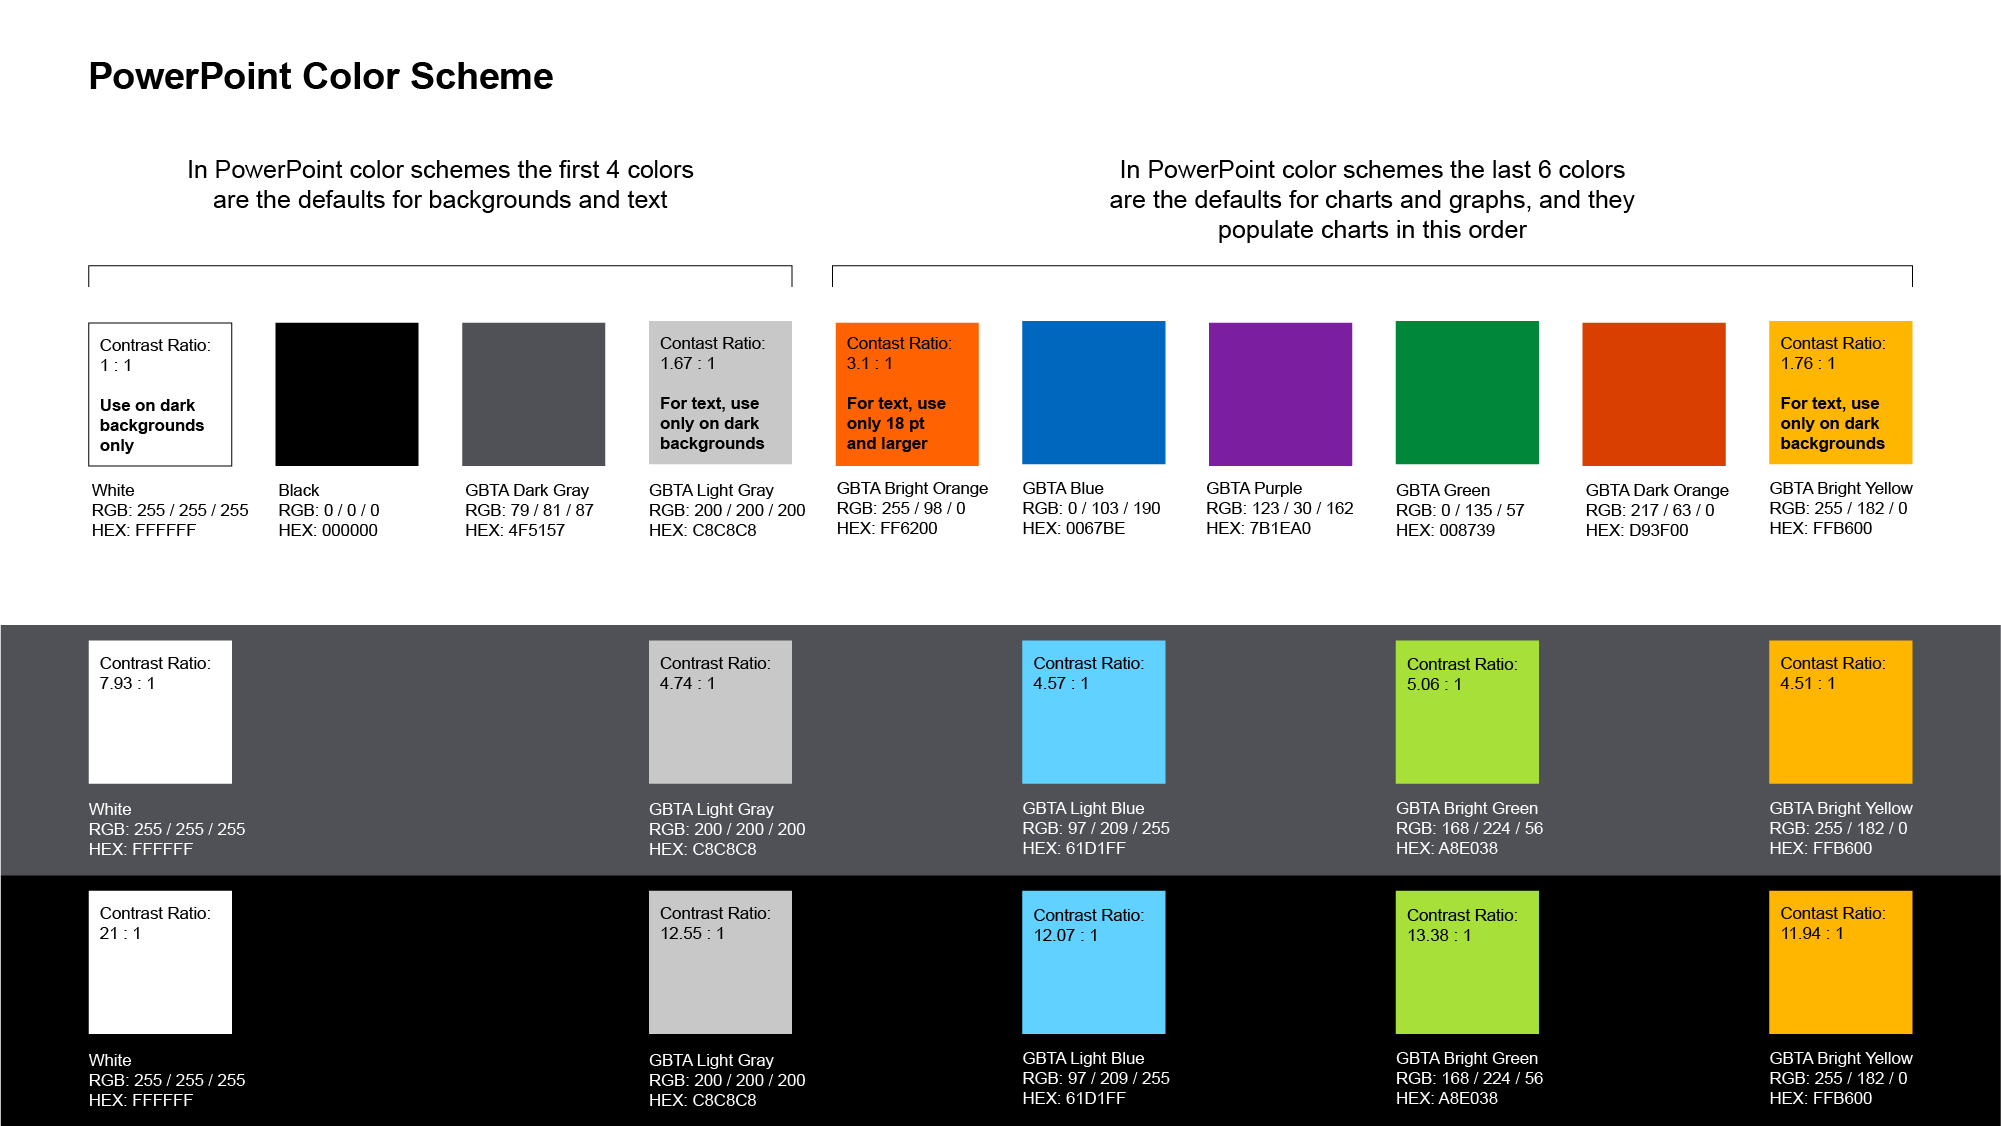 PowerPoint Color Scheme
In PowerPoint color schemes the first 4 colors
are the defaults for backgrounds and text
In PowerPoint color schemes the last 6 colors
are the defaults for charts and graphs, and they
populate charts in this order
Contrast Ratio:
1 : 1
Use on dark
backgrounds
only
White
RGB: 255 / 255 / 255
HEX: FFFFFF
Black
RGB: 0 / 0 / 0
HEX: 000000
GBTA Dark Gray
RGB: 79 / 81 / 87
HEX: 4F5157
Contast Ratio:
1.67 : 1
For text, use
only on dark
backgrounds
GBTA Light Gray
RGB: 200 / 200 / 200
HEX: C8C8C8
Contast Ratio:
3.1 : 1
For text, use
only 18 pt
and larger
GBTA Bright Orange
RGB: 255 / 98 / 0
HEX: FF6200
GBTA Blue
RGB: 0 / 103 / 190
HEX: 0067BE
GBTA Purple
RGB: 123 / 30 / 162
HEX: 7B1EA0
GBTA Green
RGB: 0 / 135 / 57
HEX: 008739
GBTA Dark Orange
RGB: 217 / 63 / 0
HEX: D93F00
Contast Ratio:
1.76 : 1
For text, use
only on dark
backgrounds
GBTA Bright Yellow
RGB: 255 / 182 / 0
HEX: FFB600
Contrast Ratio:
7.93 : 1
White
RGB: 255 / 255 / 255
HEX: FFFFFF
Contrast Ratio:
4.74 : 1
GBTA Light Gray
RGB: 200 / 200 / 200
HEX: C8C8C8
Contrast Ratio:
4.57 : 1
GBTA Light Blue
RGB: 97 / 209 / 255
HEX: 61D1FF
Contrast Ratio:
5.06 : 1
GBTA Bright Green
RGB: 168 / 224 / 56
HEX: A8E038
Contast Ratio:
4.51 : 1
GBTA Bright Yellow
RGB: 255 / 182 / 0
HEX: FFB600
Contrast Ratio:
21 : 1
White
RGB: 255 / 255 / 255
HEX: FFFFFF
Contrast Ratio:
12.55 : 1
GBTA Light Gray
RGB: 200 / 200 / 200
HEX: C8C8C8
Contrast Ratio:
12.07 : 1
GBTA Light Blue
RGB: 97 / 209 / 255
HEX: 61D1FF
Contrast Ratio:
13.38 : 1
GBTA Bright Green
RGB: 168 / 224 / 56
HEX: A8E038
Contast Ratio:
11.94 : 1
GBTA Bright Yellow
RGB: 255 / 182 / 0
HEX: FFB600